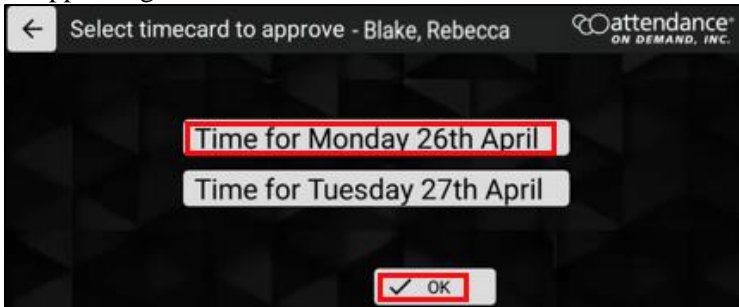 ← Select timecard to approve - Blake, Rebecca
attendance
ON DEMAND, INC.
Time for Monday 26th April
Time for Tuesday 27th April
✓ OK